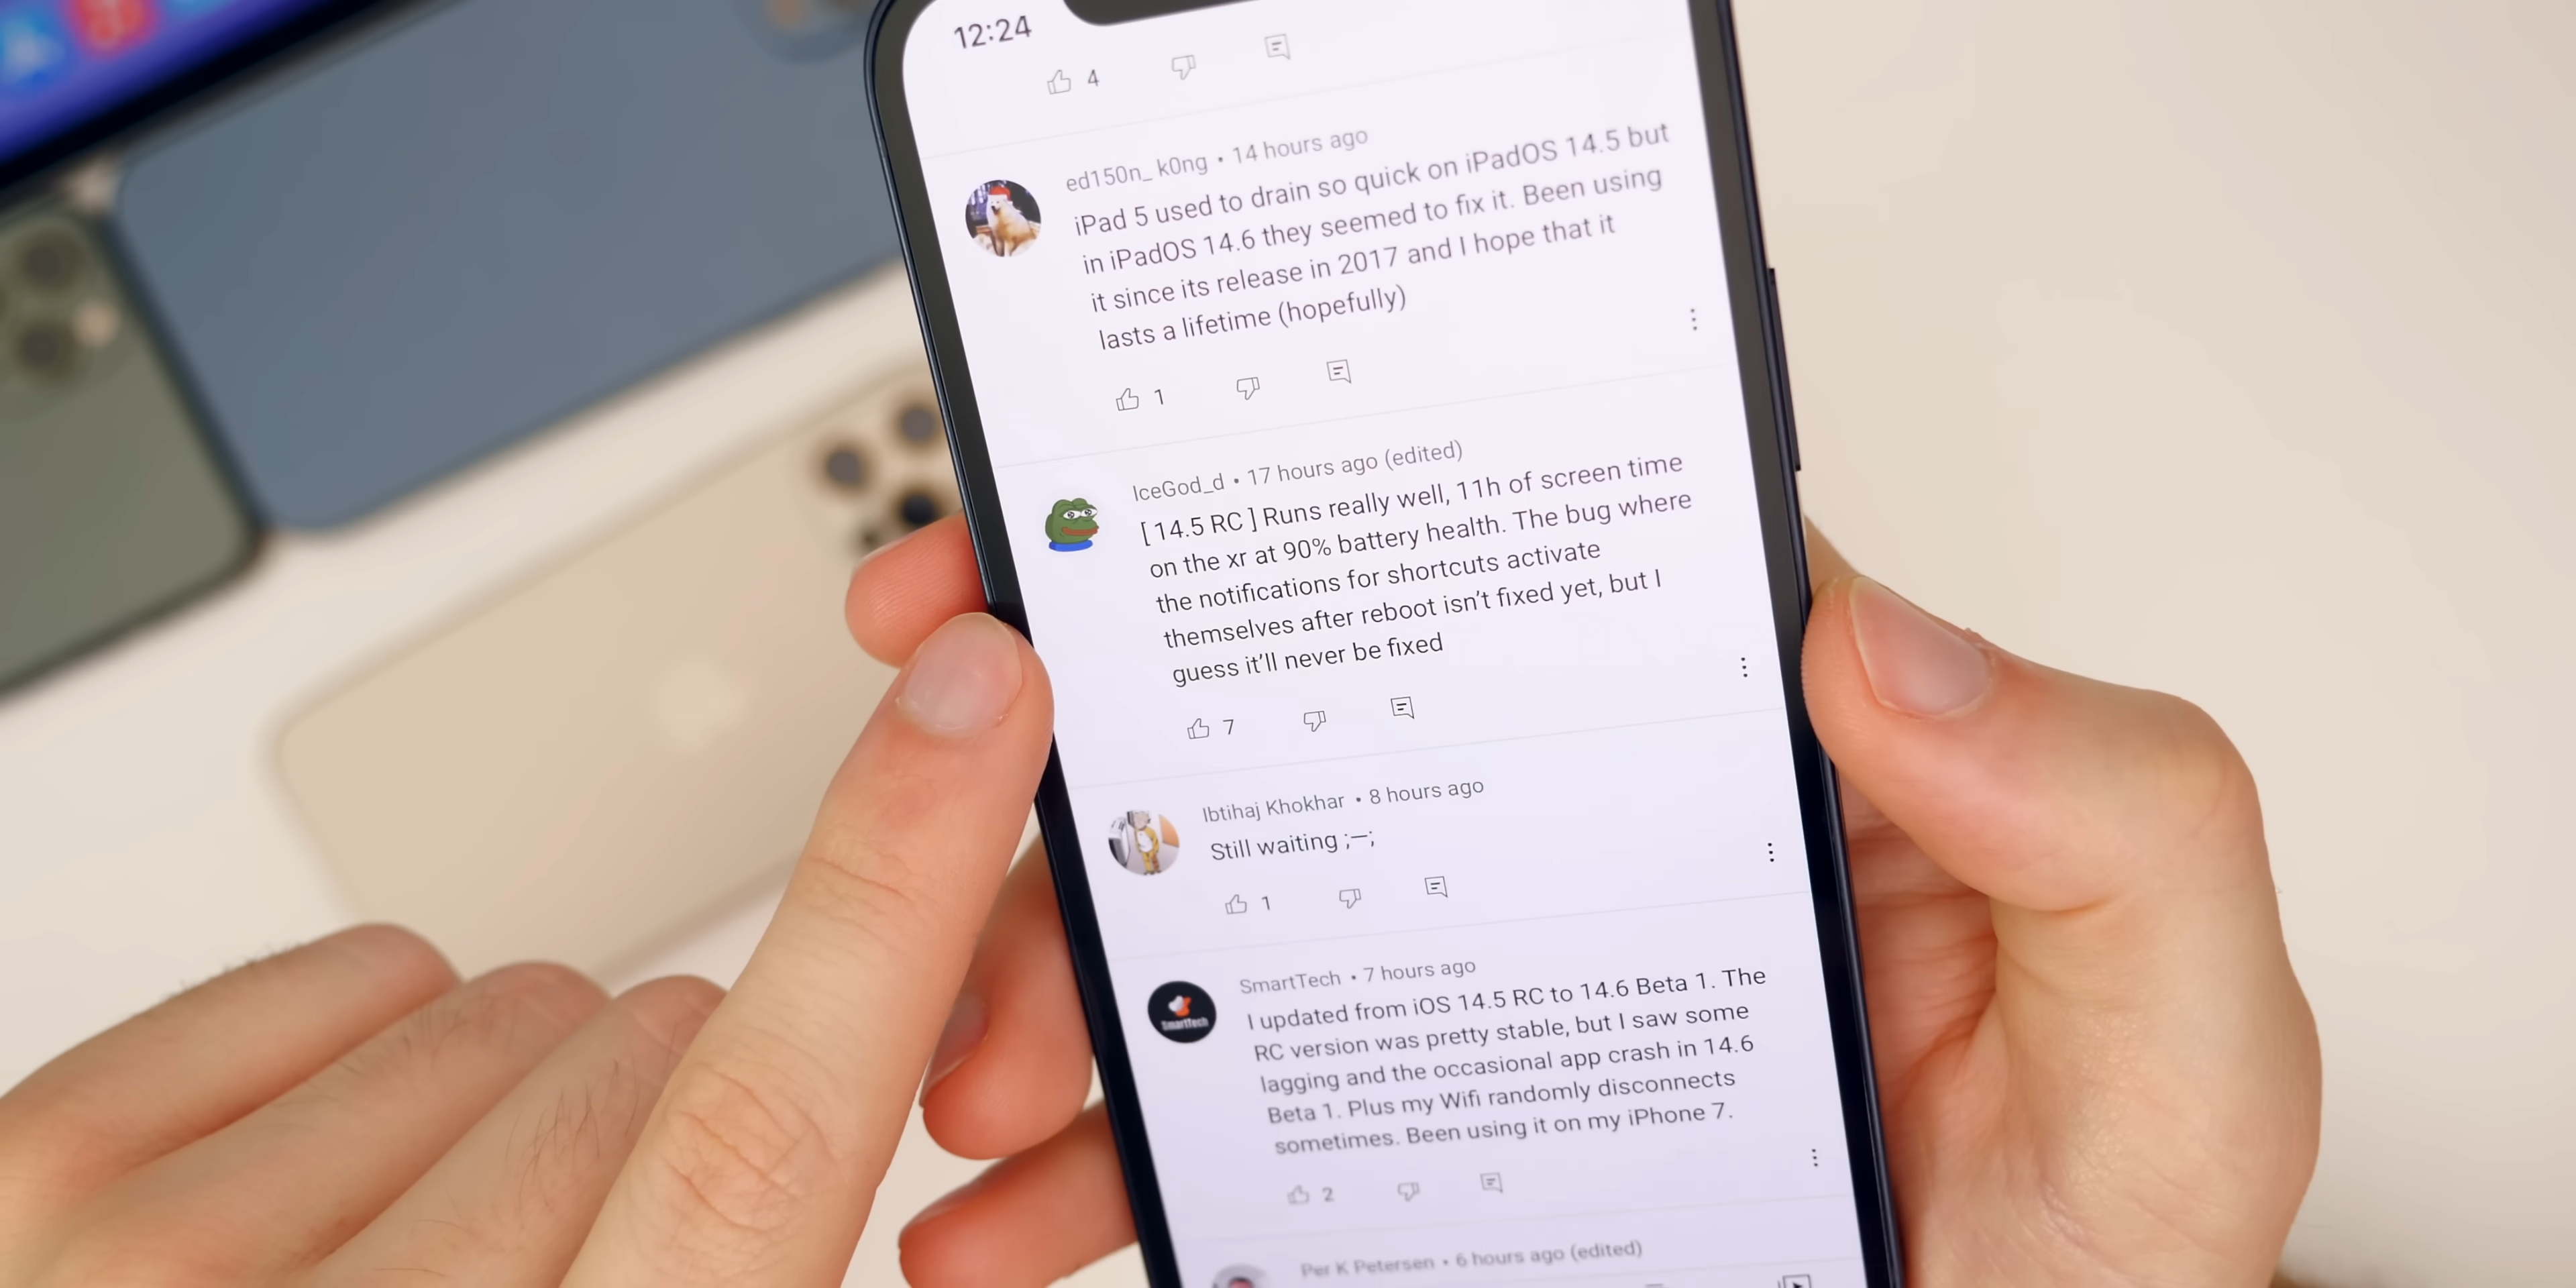 12:24
4
ed150n_ k0ng • 14 hours ago
iPad 5 used to drain so quick on iPadOS 14.5 but
in iPadOS 14.6 they seemed to fix it. Been using
it since its release in 2017 and I hope that it
lasts a lifetime (hopefully)
1
IceGod_d • 17 hours ago (edited)
[ 14.5 RC ] Runs really well, 11h of screen time
on the xr at 90% battery health. The bug where
the notifications for shortcuts activate
themselves after reboot isn't fixed yet, but I
guess it'll never be fixed
7
Ibtihaj Khokhar • 8 hours ago
Still waiting ;–;
1
SmartTech
SmartTech • 7 hours ago
I updated from iOS 14.5 RC to 14.6 Beta 1. The
RC version was pretty stable, but I saw some
lagging and the occasional app crash in 14.6
Beta 1. Plus my Wifi randomly disconnects
sometimes. Been using it on my iPhone 7.
2
Per K Petersen • 6 hours ago (edited)